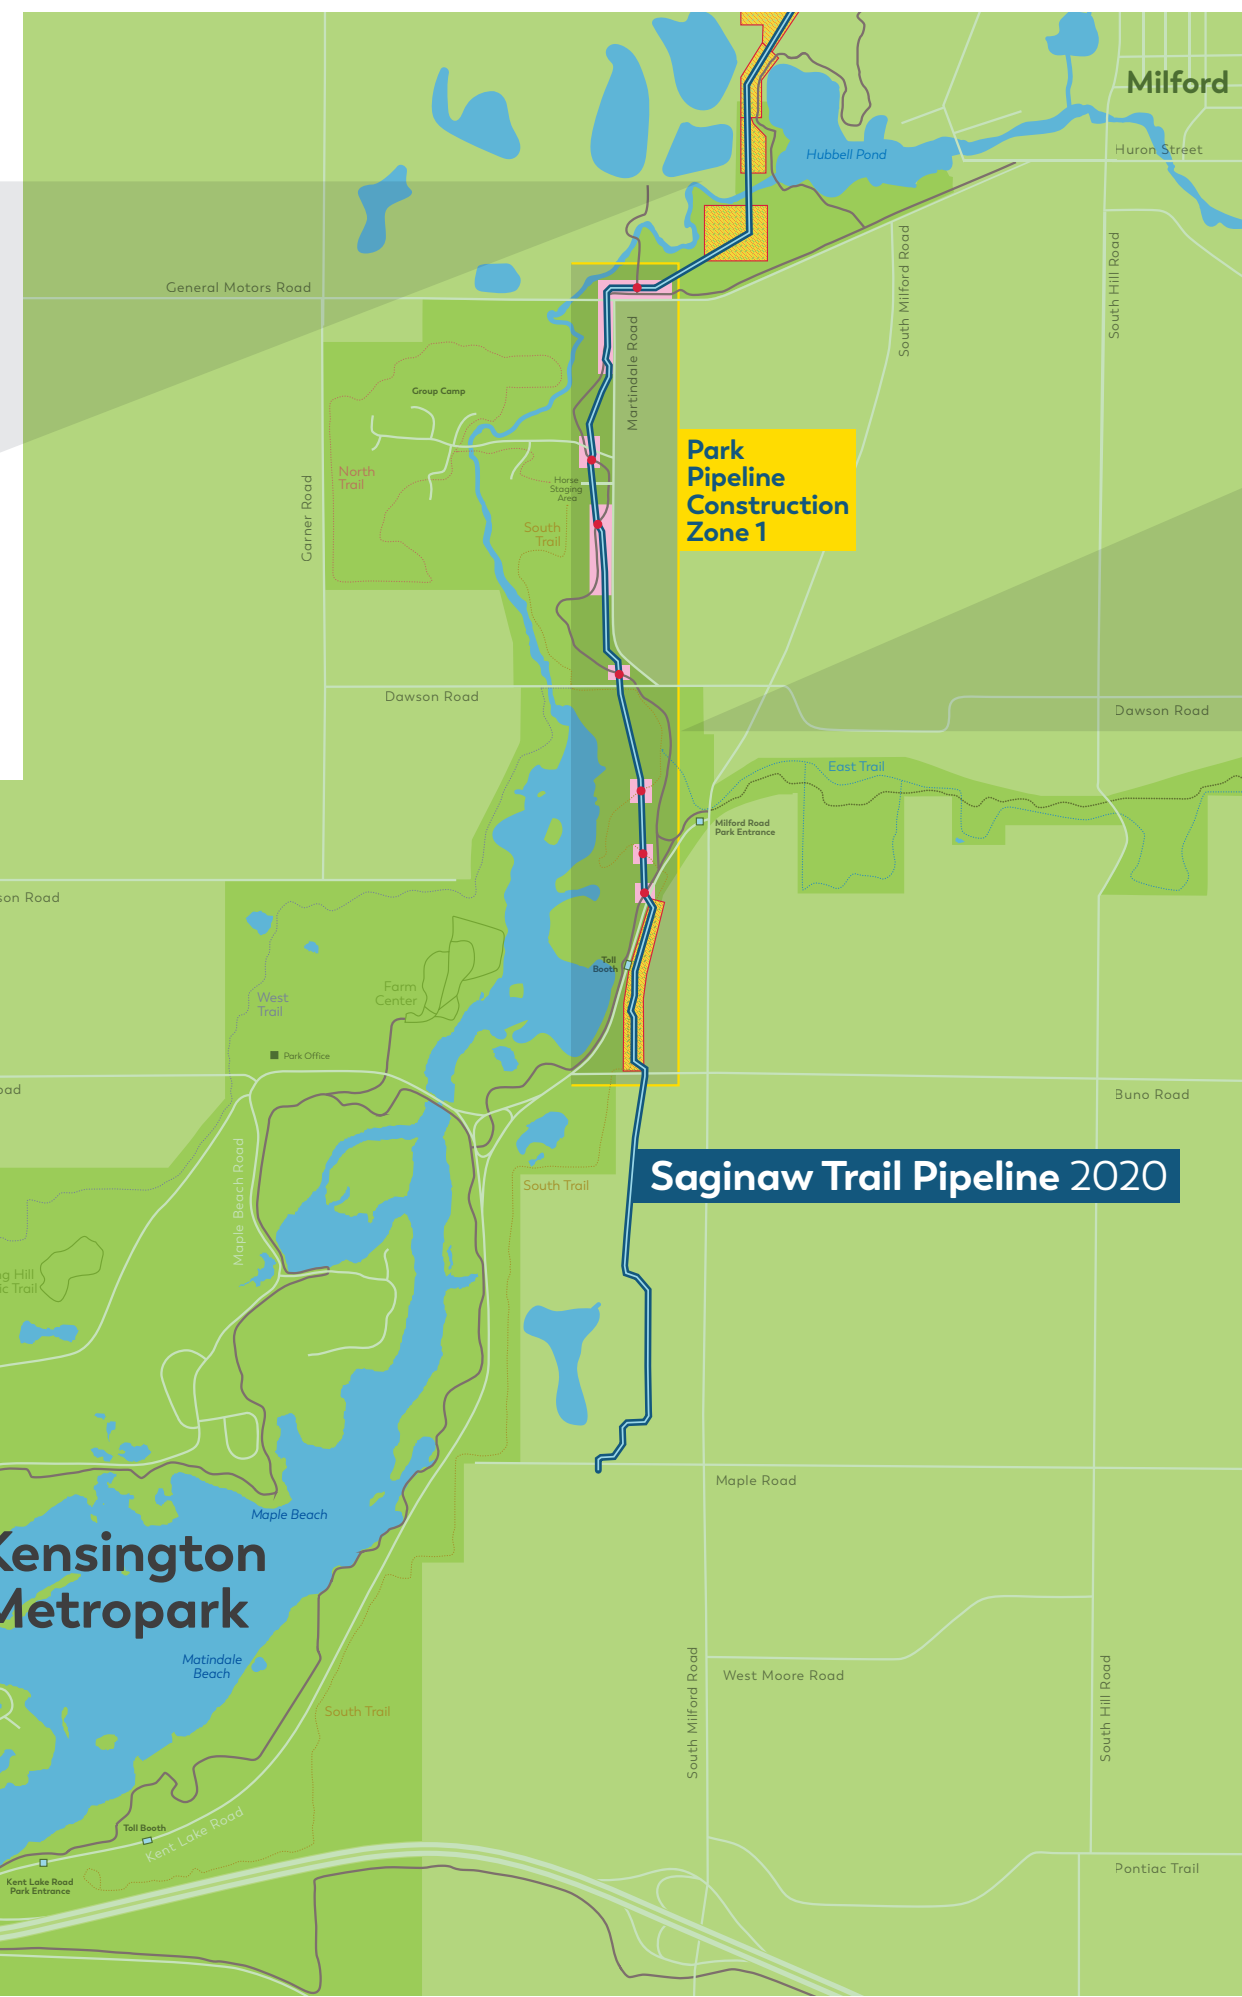 Milford
Huron Street
Hubbell Pond
South Milford Road
South Hill Road
General Motors Road
Martindale Road
Group Camp
North
Trail
Garner Road
Horse
Staging
Area
South
Trail
Park
Pipeline
Construction
Zone 1
Dawson Road
Dawson Road
East Trail
Milford Road
Park Entrance
son Road
Toll
Booth
Farm
Center
West
Trail
Park Office
oad
Buno Road
Maple Beach Road
Saginaw Trail Pipeline 2020
South Trail
ng Hill
ic Trail
Maple Road
Maple Beach
Kensington
Metropark
Matindale
Beach
South Milford Road
West Moore Road
South Hill Road
South Trail
Toll Booth
Kent Lake Road
Kent Lake Road
Park Entrance
Pontiac Trail